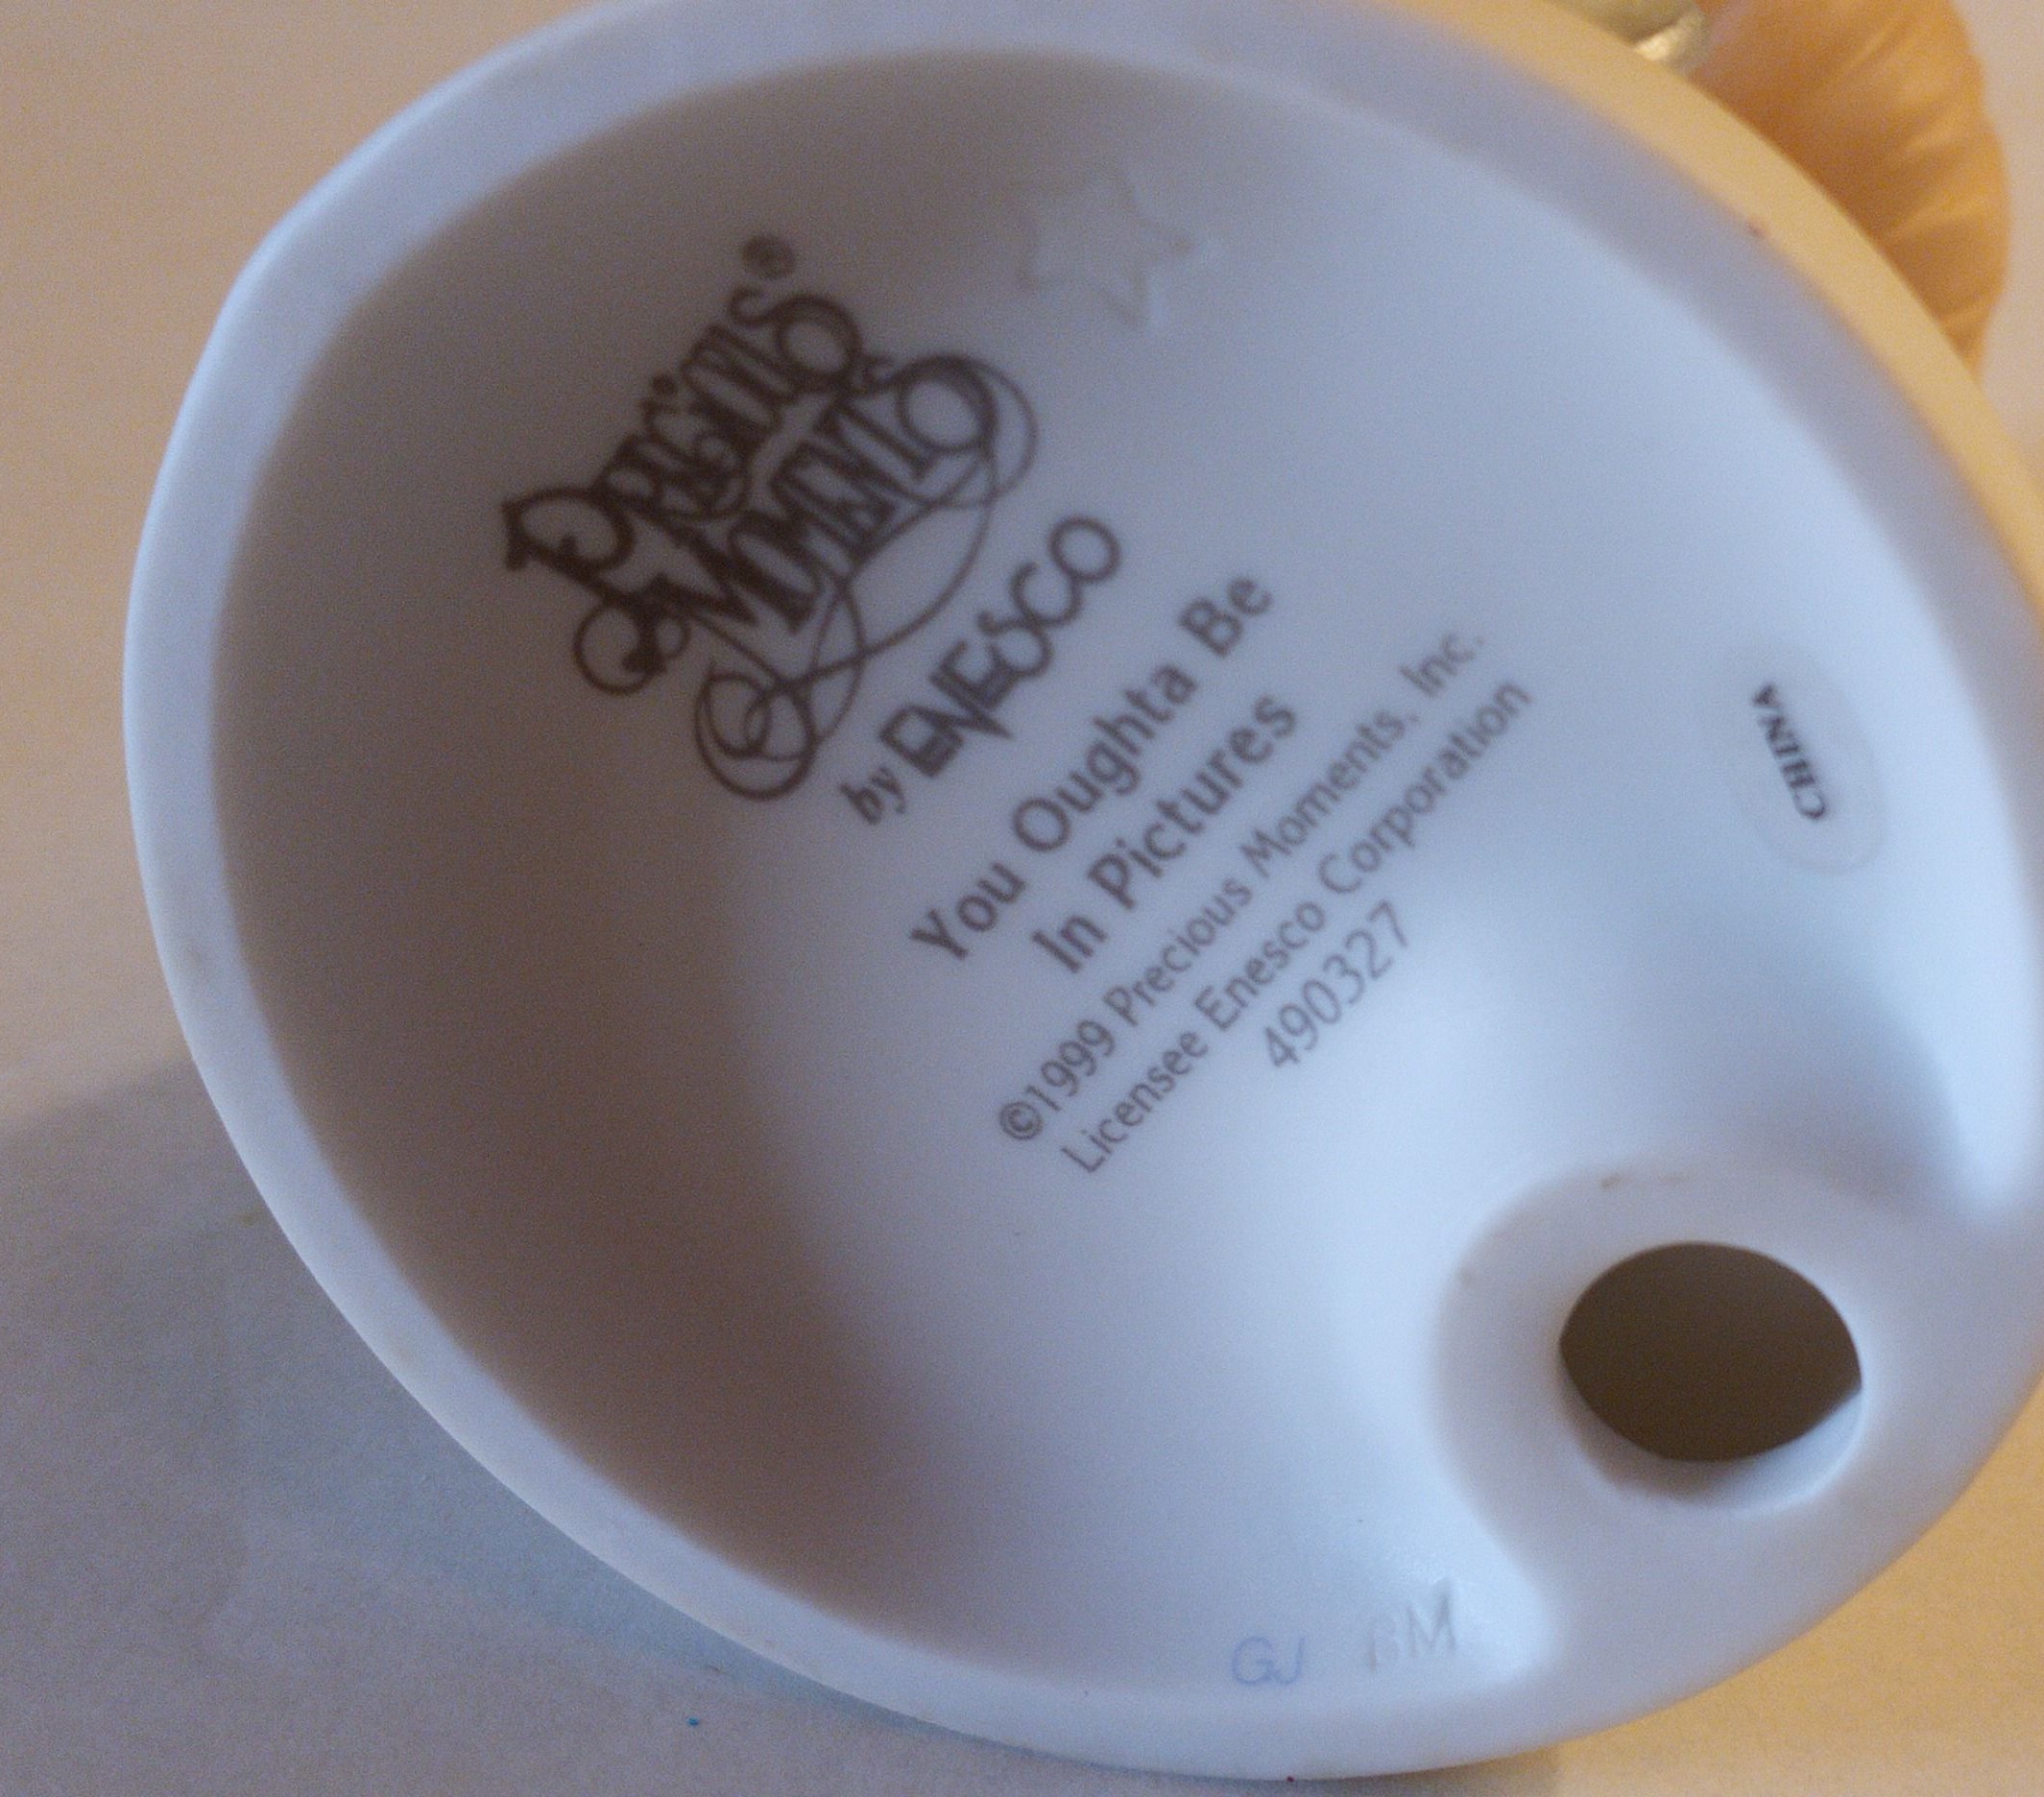 PRECIOUS
MOMENTS®
by ENESCO
You Oughta Be
In Pictures
©1999 Precious Moments, Inc.
Licensee Enesco Corporation
490327
CHINA
GJ